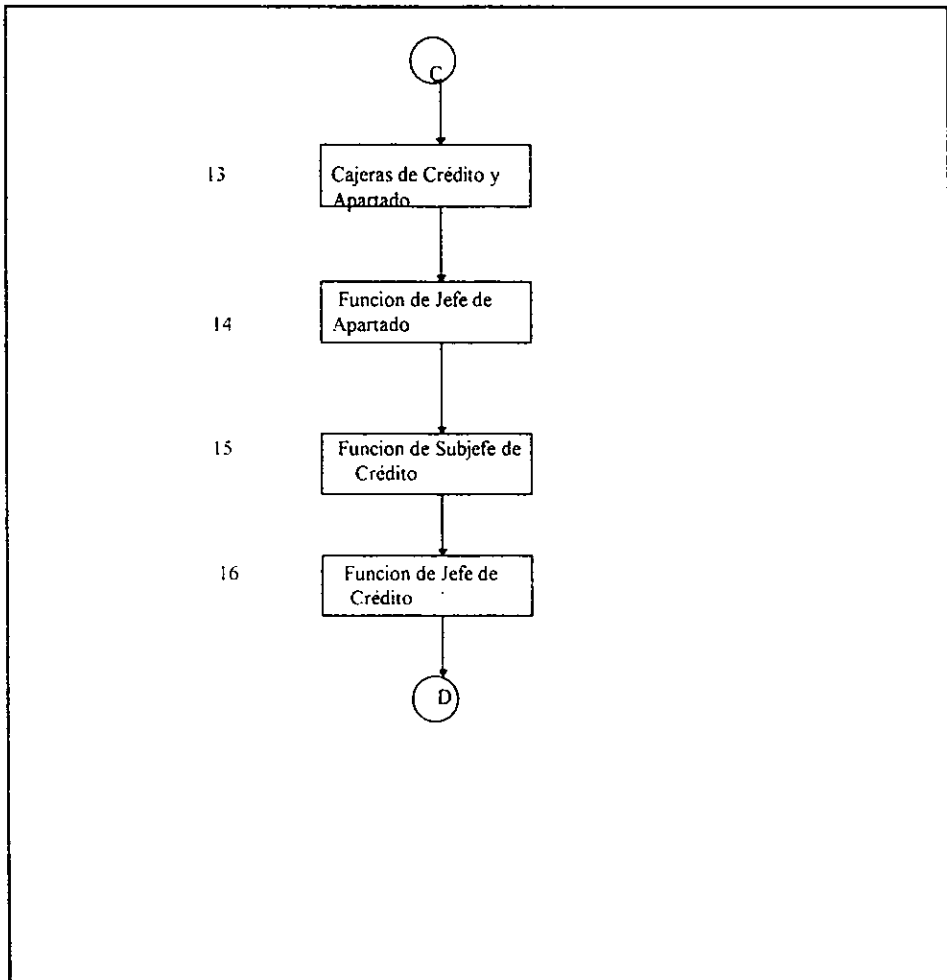 C
13
Cajeras de Crédito y
Apartado
14
Funcion de Jefe de
Apartado
15
Funcion de Subjefe de
Crédito
16
Funcion de Jefe de
Crédito
D